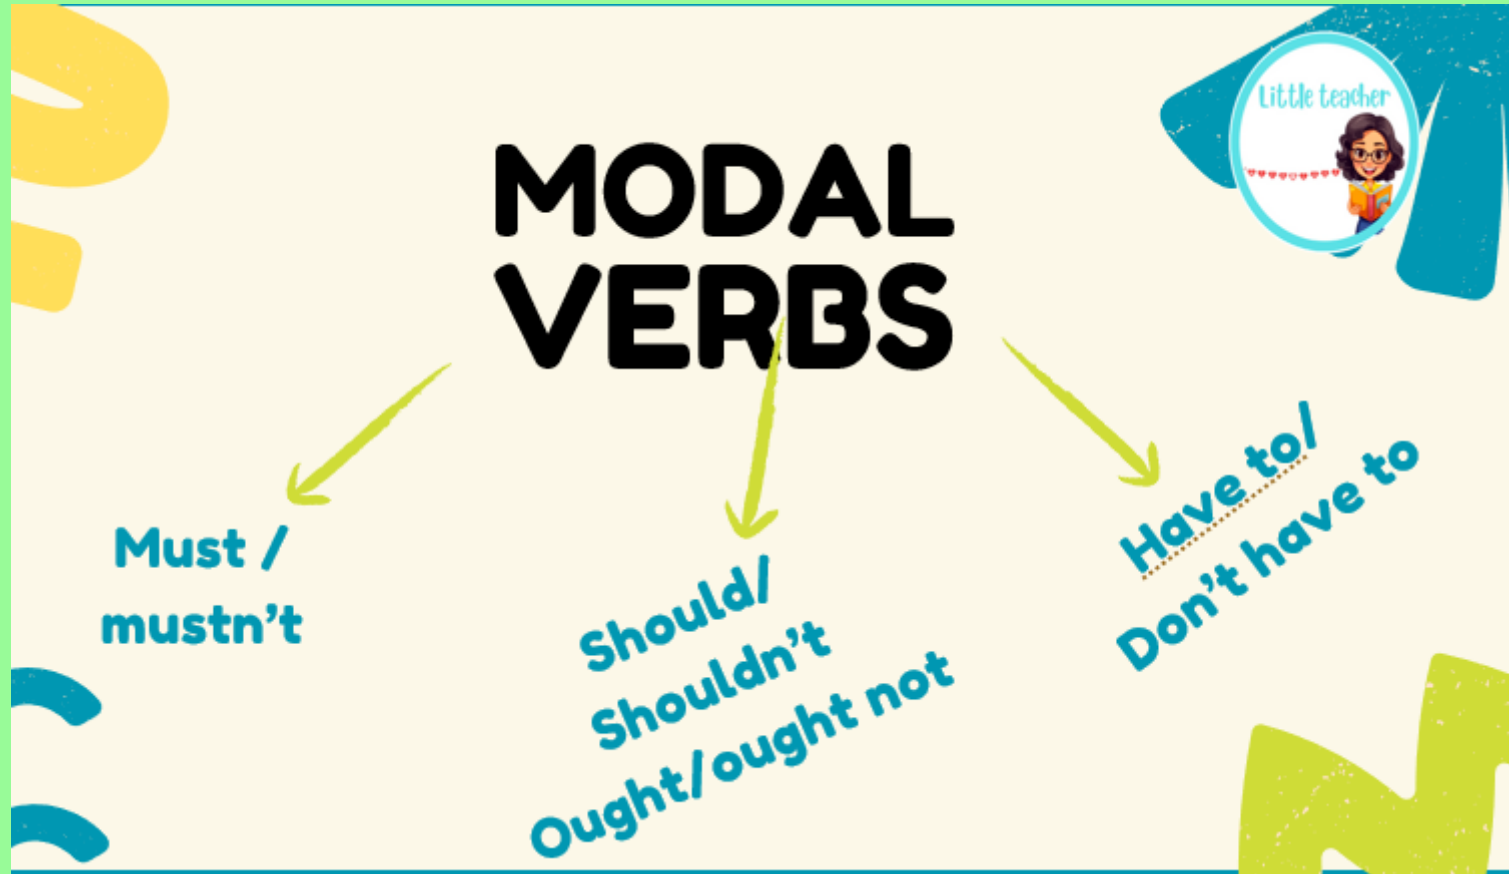 Little teacher
MODAL
VERBS
Must /
mustn't
Should/
Shouldn't
Ought/ought not
Have to/
Don't have to